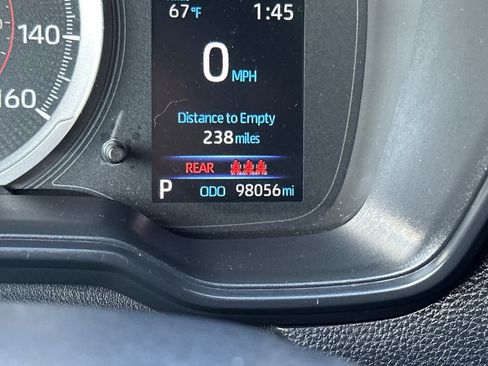 67°F 1:45
140
0 MPH
160
Distance to Empty
238 miles
REAR
P ODO 98056 mi